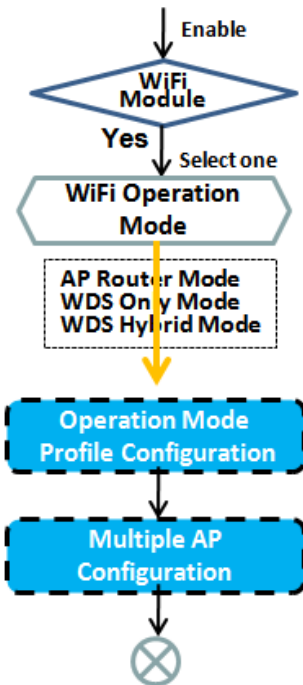 Enable
WiFi
Module
Yes
Select one
WiFi Operation
Mode
AP Router Mode
WDS Only Mode
WDS Hybrid Mode
Operation Mode
Profile Configuration
Multiple AP
Configuration